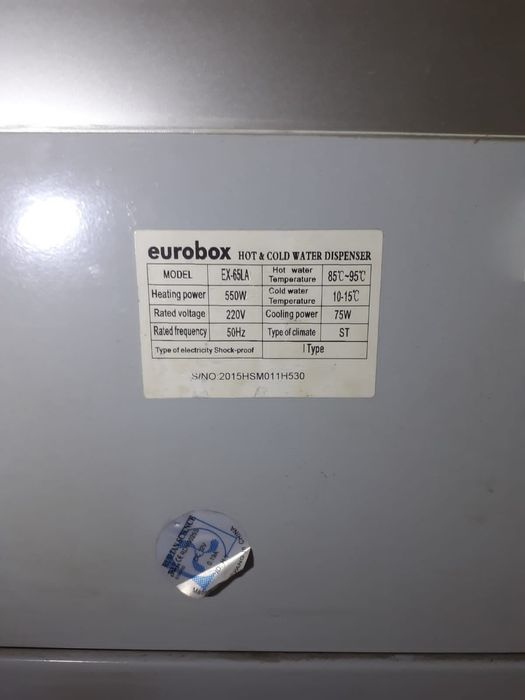 eurobox HOT & COLD WATER DISPENSER
MODEL EX-65LA Hot water Temperature 85℃~95℃
Heating power 550W Cold water Temperature 10-15℃
Rated voltage 220V Cooling power 75W
Rated frequency 50Hz Type of climate ST
Type of electricity Shock-proof I Type
S/NO:2015HSM011H530
CHINA